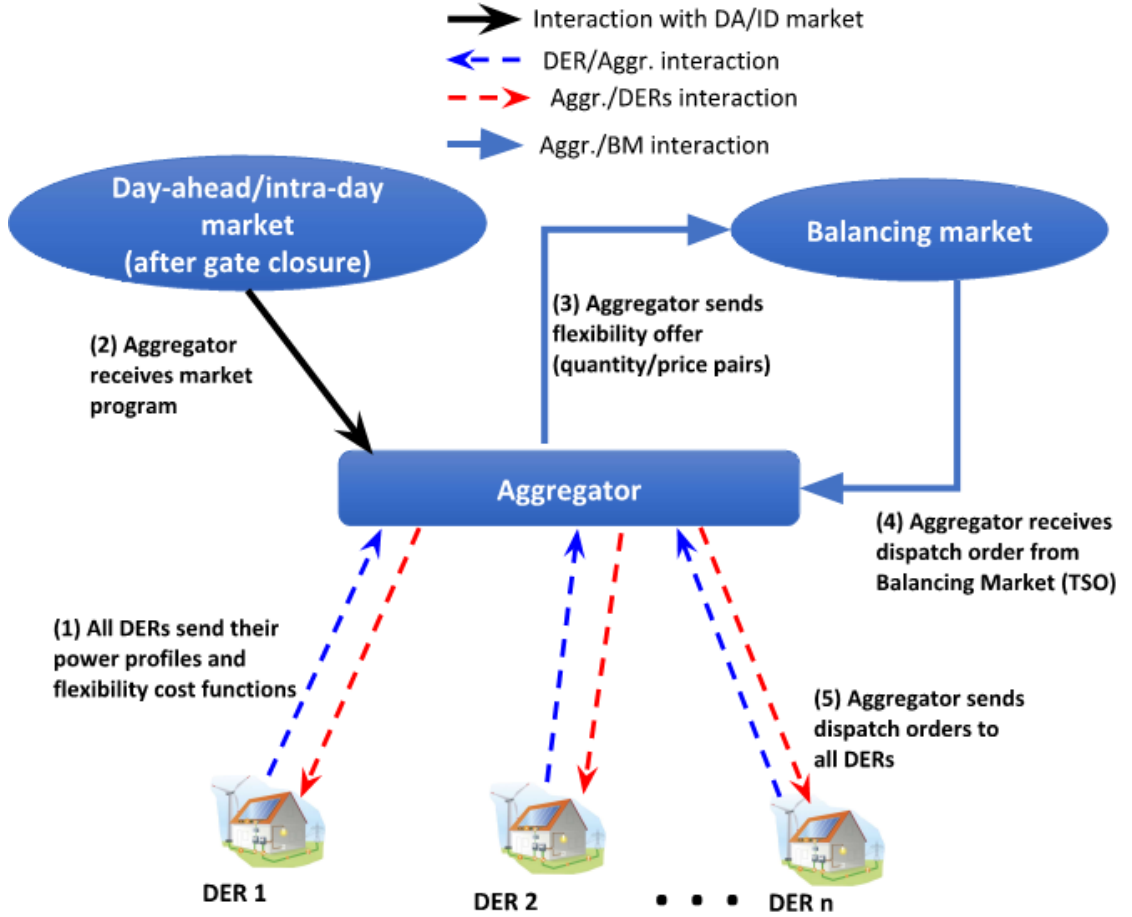 Interaction with DA/ID market
DER/Aggr. interaction
Aggr./DERs interaction
Aggr./BM interaction
Day-ahead/intra-day
market
(after gate closure)
Balancing market
(3) Aggregator sends
flexibility offer
(quantity/price pairs)
(2) Aggregator
receives market
program
Aggregator
(4) Aggregator receives
dispatch order from
Balancing Market (TSO)
(1) All DERs send their
power profiles and
flexibility cost functions
(5) Aggregator sends
dispatch orders to
all DERs
DER 1
DER 2
• • •
DER n